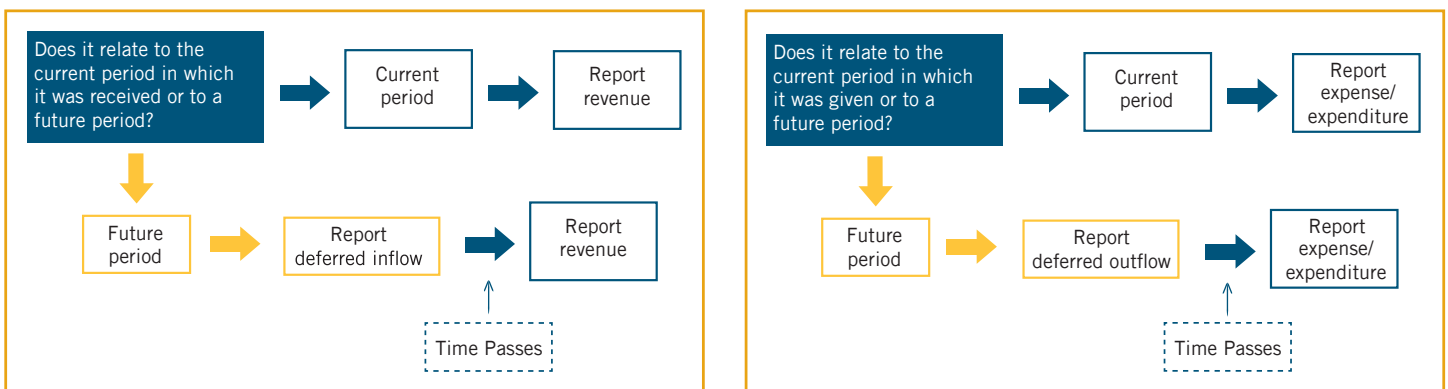 Does it relate to the
current period in which
it was received or to a
future period?
Current
period
Report
revenue
Future
period
Report
deferred inflow
Report
revenue
Time Passes
Does it relate to the
current period in which
it was given or to a
future period?
Current
period
Report
expense/
expenditure
Future
period
Report
deferred outflow
Report
expense/
expenditure
Time Passes